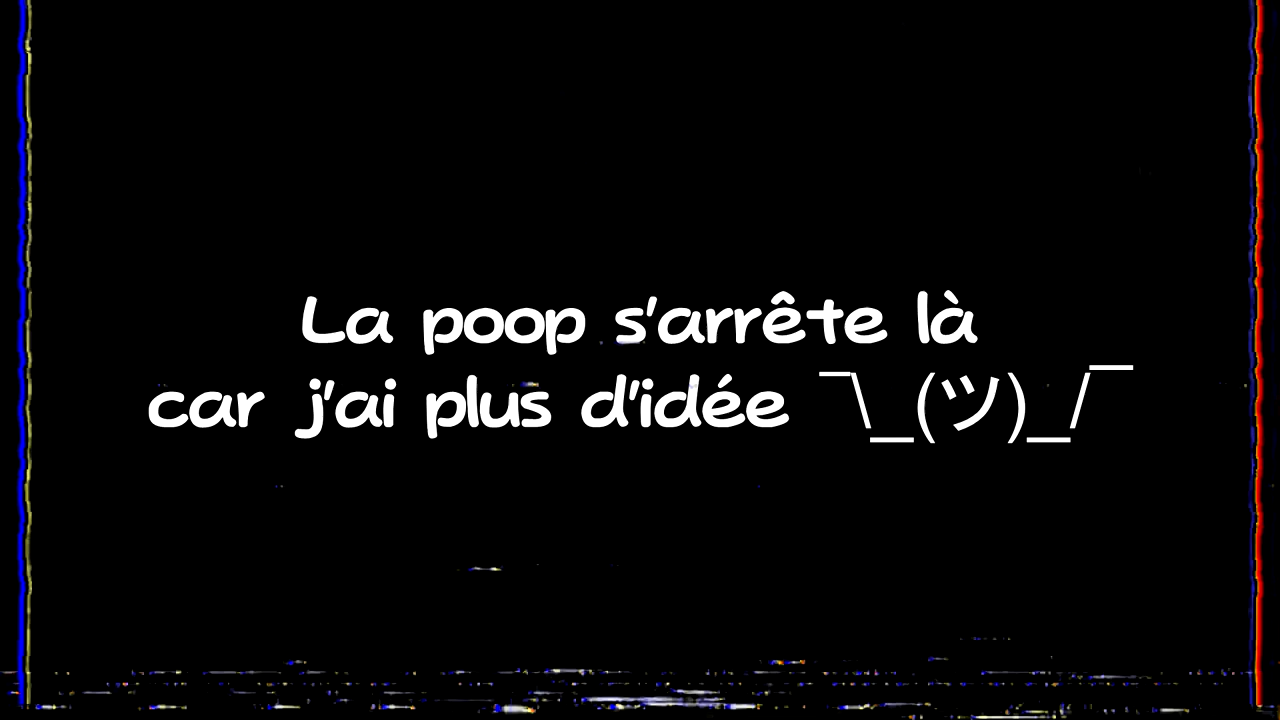 La poop s'arrête là
car j'ai plus d'idée ¯\_(ツ)_/¯